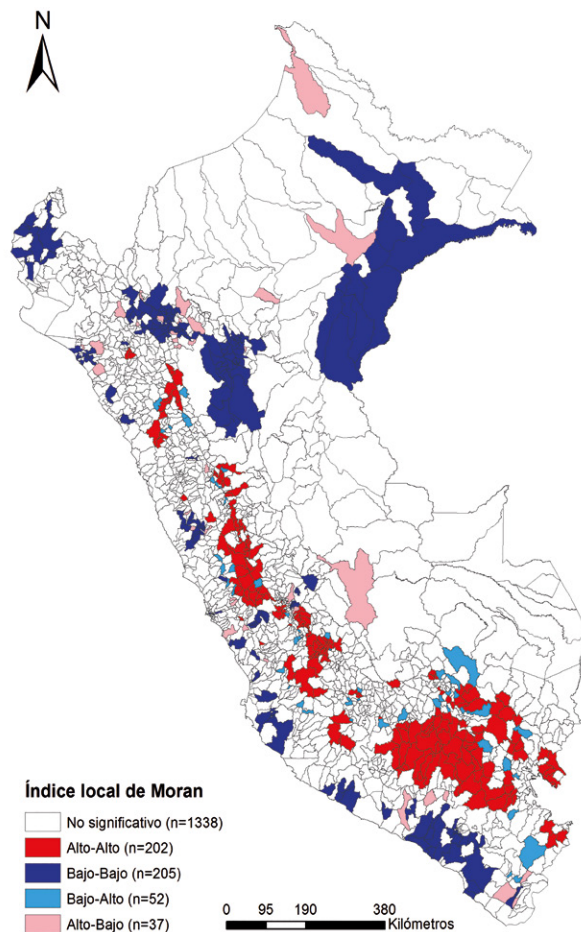 N
Índice local de Moran
No significativo (n=1338)
Alto-Alto (n=202)
Bajo-Bajo (n=205)
Bajo-Alto (n=52)
Alto-Bajo (n=37)
0 95 190 380
Kilómetros